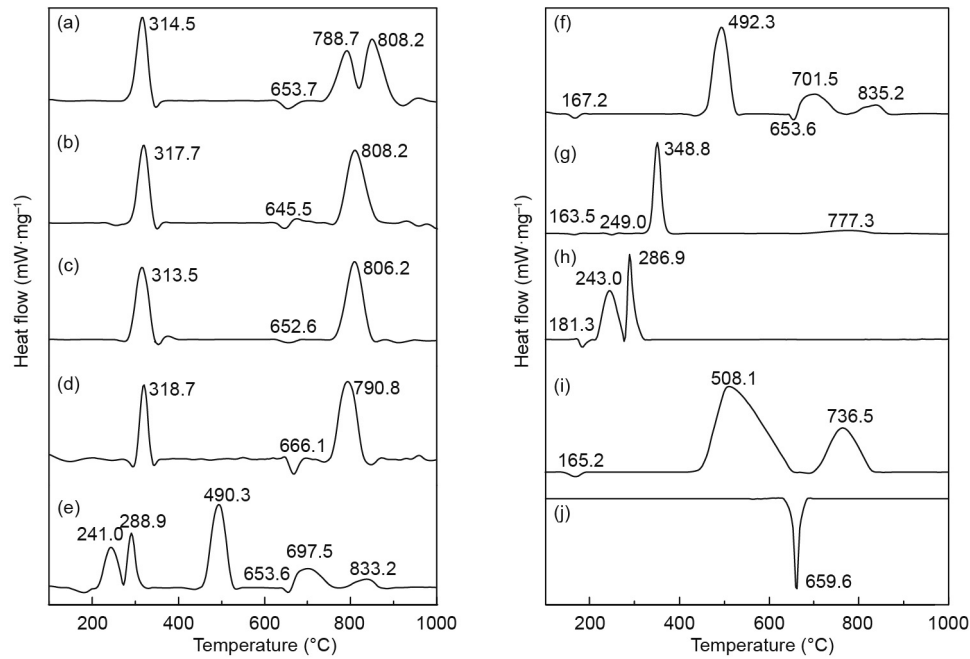 (a)
314.5
653.7
788.7
808.2
(b)
317.7
645.5
808.2
(c)
313.5
652.6
806.2
(d)
318.7
666.1
790.8
(e)
241.0
288.9
490.3
653.6
697.5
833.2
Heat flow (mW·mg⁻¹)
200 400 600 800 1000
Temperature (°C)
(f)
167.2
492.3
653.6
701.5
835.2
(g)
163.5
249.0
348.8
777.3
(h)
181.3
243.0
286.9
(i)
165.2
508.1
736.5
(j)
659.6
Heat flow (mW·mg⁻¹)
200 400 600 800 1000
Temperature (°C)